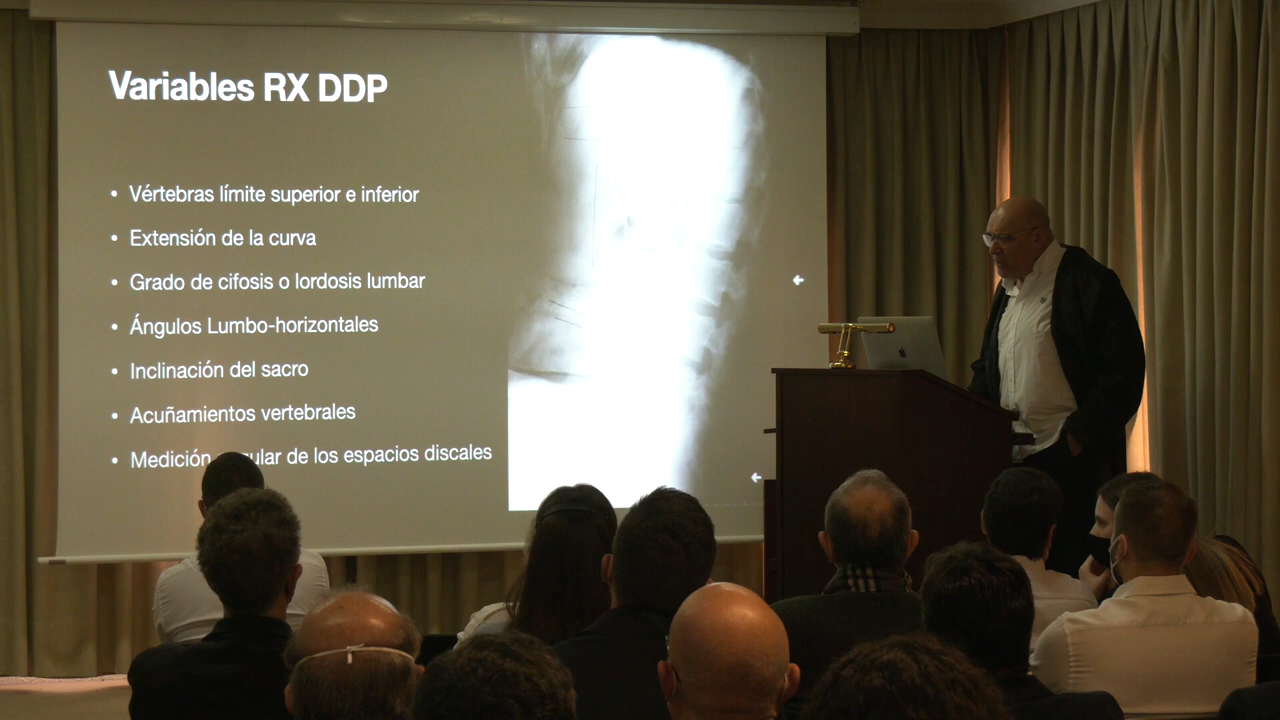 Variables RX DDP
• Vértebras límite superior e inferior
• Extensión de la curva
• Grado de cifosis o lordosis lumbar
• Ángulos Lumbo-horizontales
• Inclinación del sacro
• Acuñamientos vertebrales
• Medición de los espacios discales